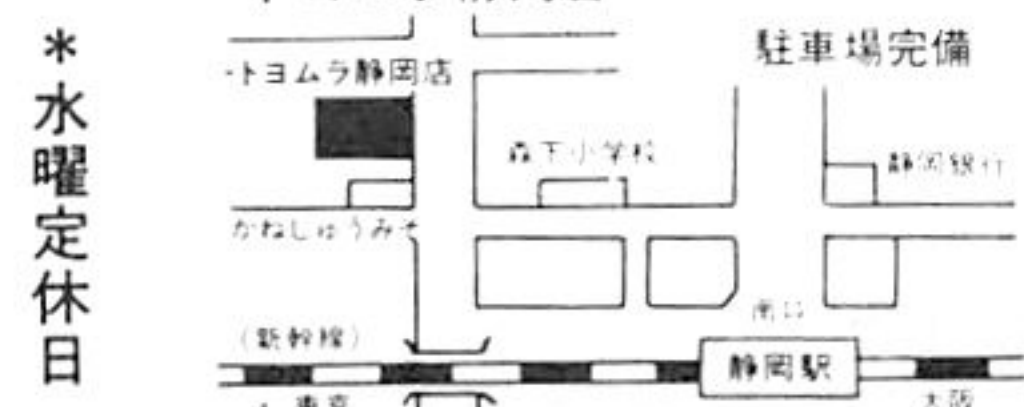 *水曜定休日
駐車場完備
トヨムラ静岡店
森下小学校
静岡銀行
かねしゅうみそ
南口
(新幹線)
静岡駅
東京
大阪